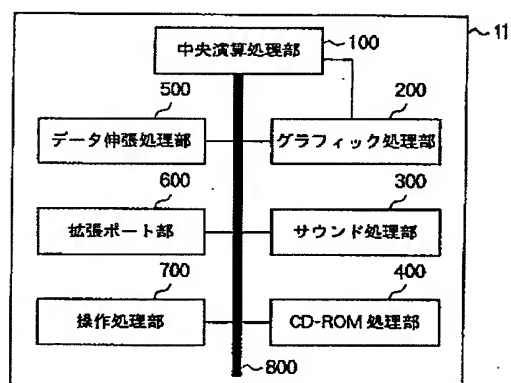 11
中央演算処理部
100
500
データ伸張処理部
200
グラフィック処理部
600
拡張ポート部
300
サウンド処理部
700
操作処理部
400
CD-ROM 処理部
800